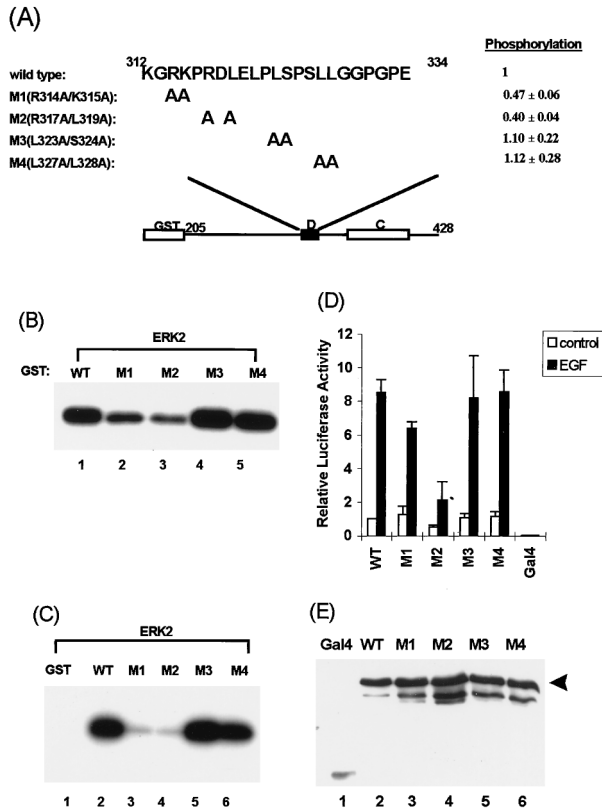 (A)
Phosphorylation
312 334
wild type: KGRKPRDLELPLSPSLLGGPGPE 1
M1(R314A/K315A): AA 0.47 ± 0.06
M2(R317A/L319A): A A 0.40 ± 0.04
M3(L323A/S324A): AA 1.10 ± 0.22
M4(L327A/L328A): AA 1.12 ± 0.28
GST 205 D C 428
(B)
ERK2
GST: WT M1 M2 M3 M4
1 2 3 4 5
(D)
control
EGF
Relative Luciferase Activity
12
10
8
6
4
2
0
WT M1 M2 M3 M4 Gal4
(C)
ERK2
GST WT M1 M2 M3 M4
1 2 3 4 5 6
(E)
Gal4 WT M1 M2 M3 M4
1 2 3 4 5 6